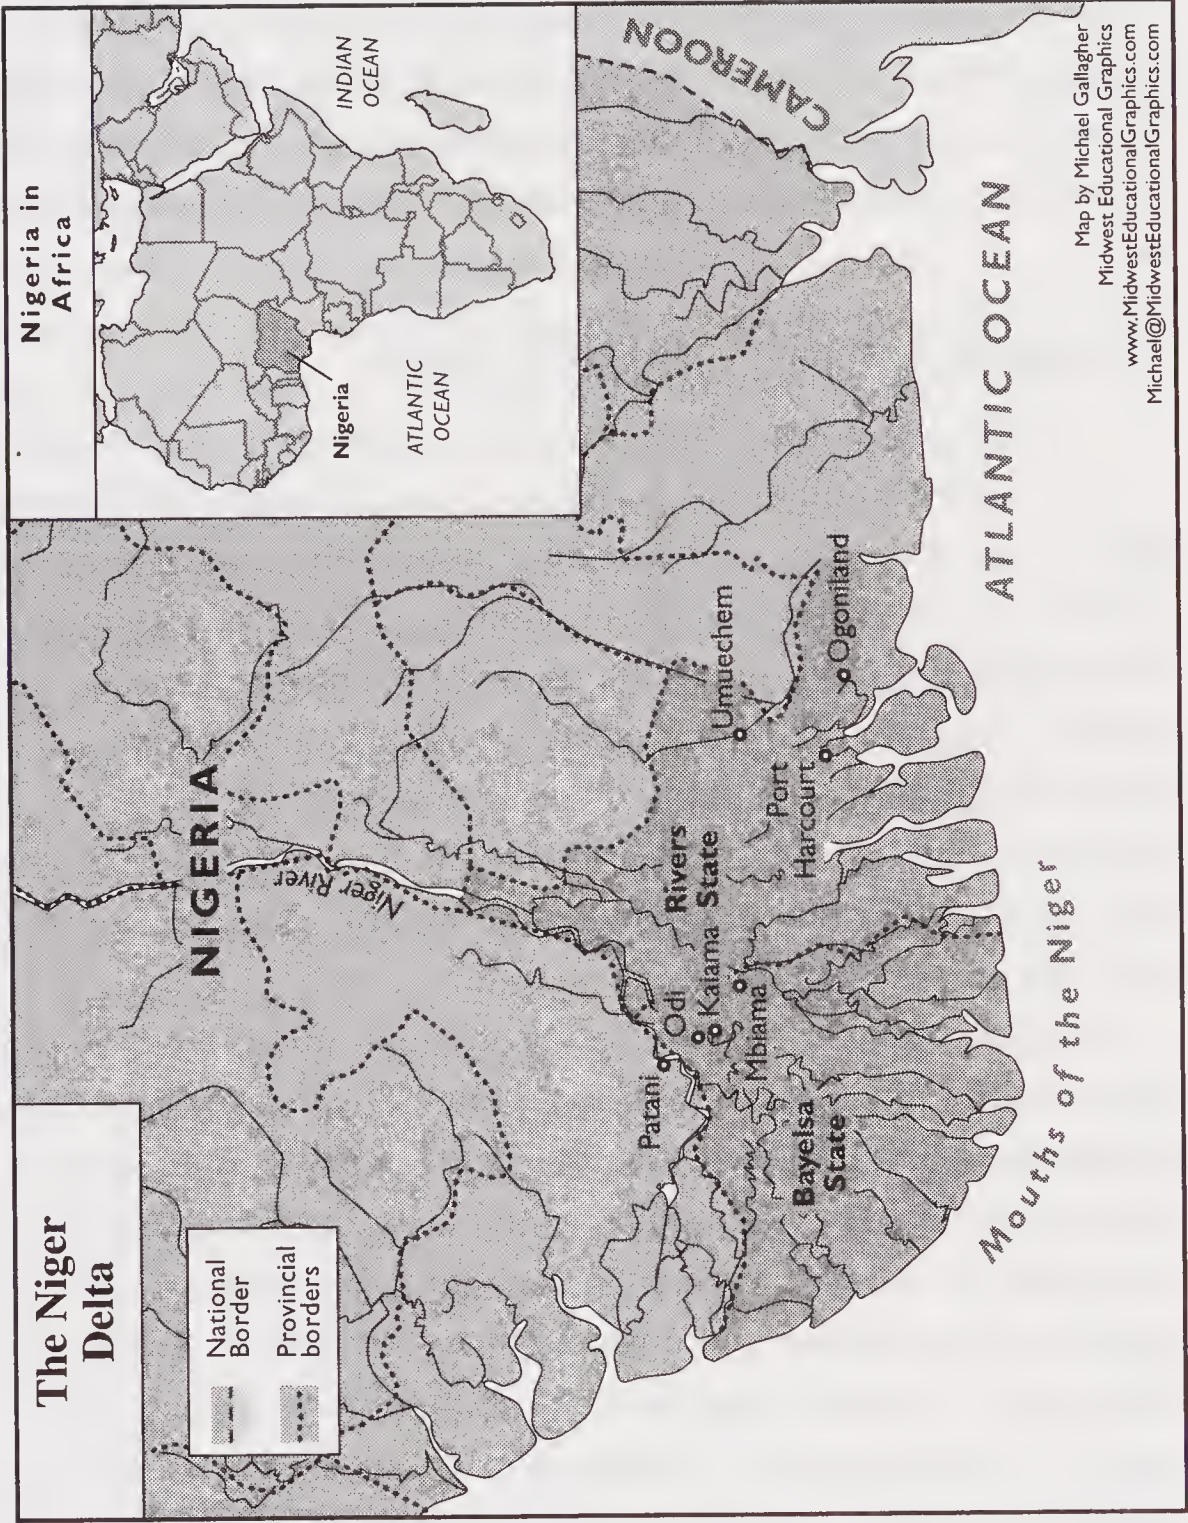 The Niger
Delta
National
Border
Provincial
borders
Nigeria in
Africa
INDIAN
OCEAN
ATLANTIC
OCEAN
Nigeria
NIGERIA
CAMEROON
Niger River
Niger River
Rivers
State
Umuechem
Port
Harcourt
Ogoniland
Odi
Kaiama
Mbiama
Patani
Bayelsa
State
Mouths of the Niger
ATLANTIC OCEAN
Map by Michael Gallagher
Midwest Educational Graphics
www.MidwestEducationalGraphics.com
Michael@MidwestEducationalGraphics.com